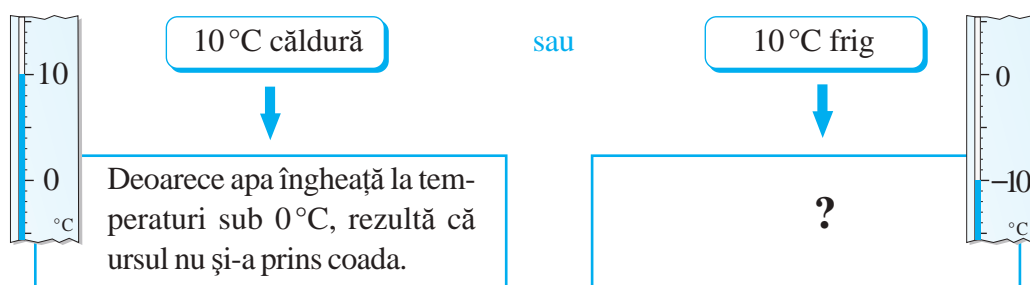 10 °C căldură
sau
10 °C frig
10
0
°C
Deoarece apa îngheață la tem-
peraturi sub 0 °C, rezultă că
ursul nu şi-a prins coada.
?
0
–10
°C